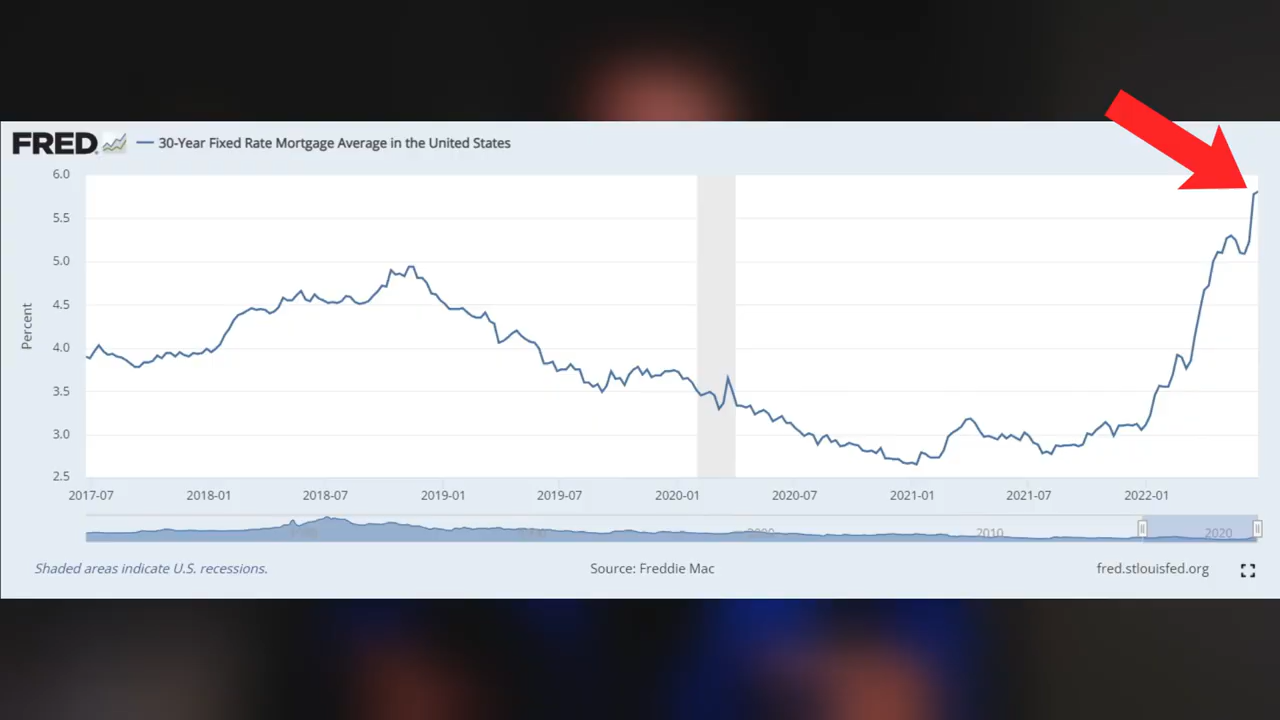 FRED 30-Year Fixed Rate Mortgage Average in the United States
6.0
5.5
5.0
4.5
4.0
3.5
3.0
2.5
Percent
2017-07 2018-01 2018-07 2019-01 2019-07 2020-01 2020-07 2021-01 2021-07 2022-01
2000 2010 2020
Shaded areas indicate U.S. recessions. Source: Freddie Mac fred.stlouisfed.org